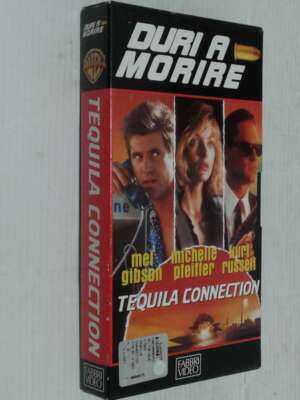 DURI A
MORIRE
TEQUILA CONNECTION
DURI A
MORIRE
mel
gibson
michelle
pfeiffer
kurt
russell
TEQUILA CONNECTION
FABBRI
VIDEO